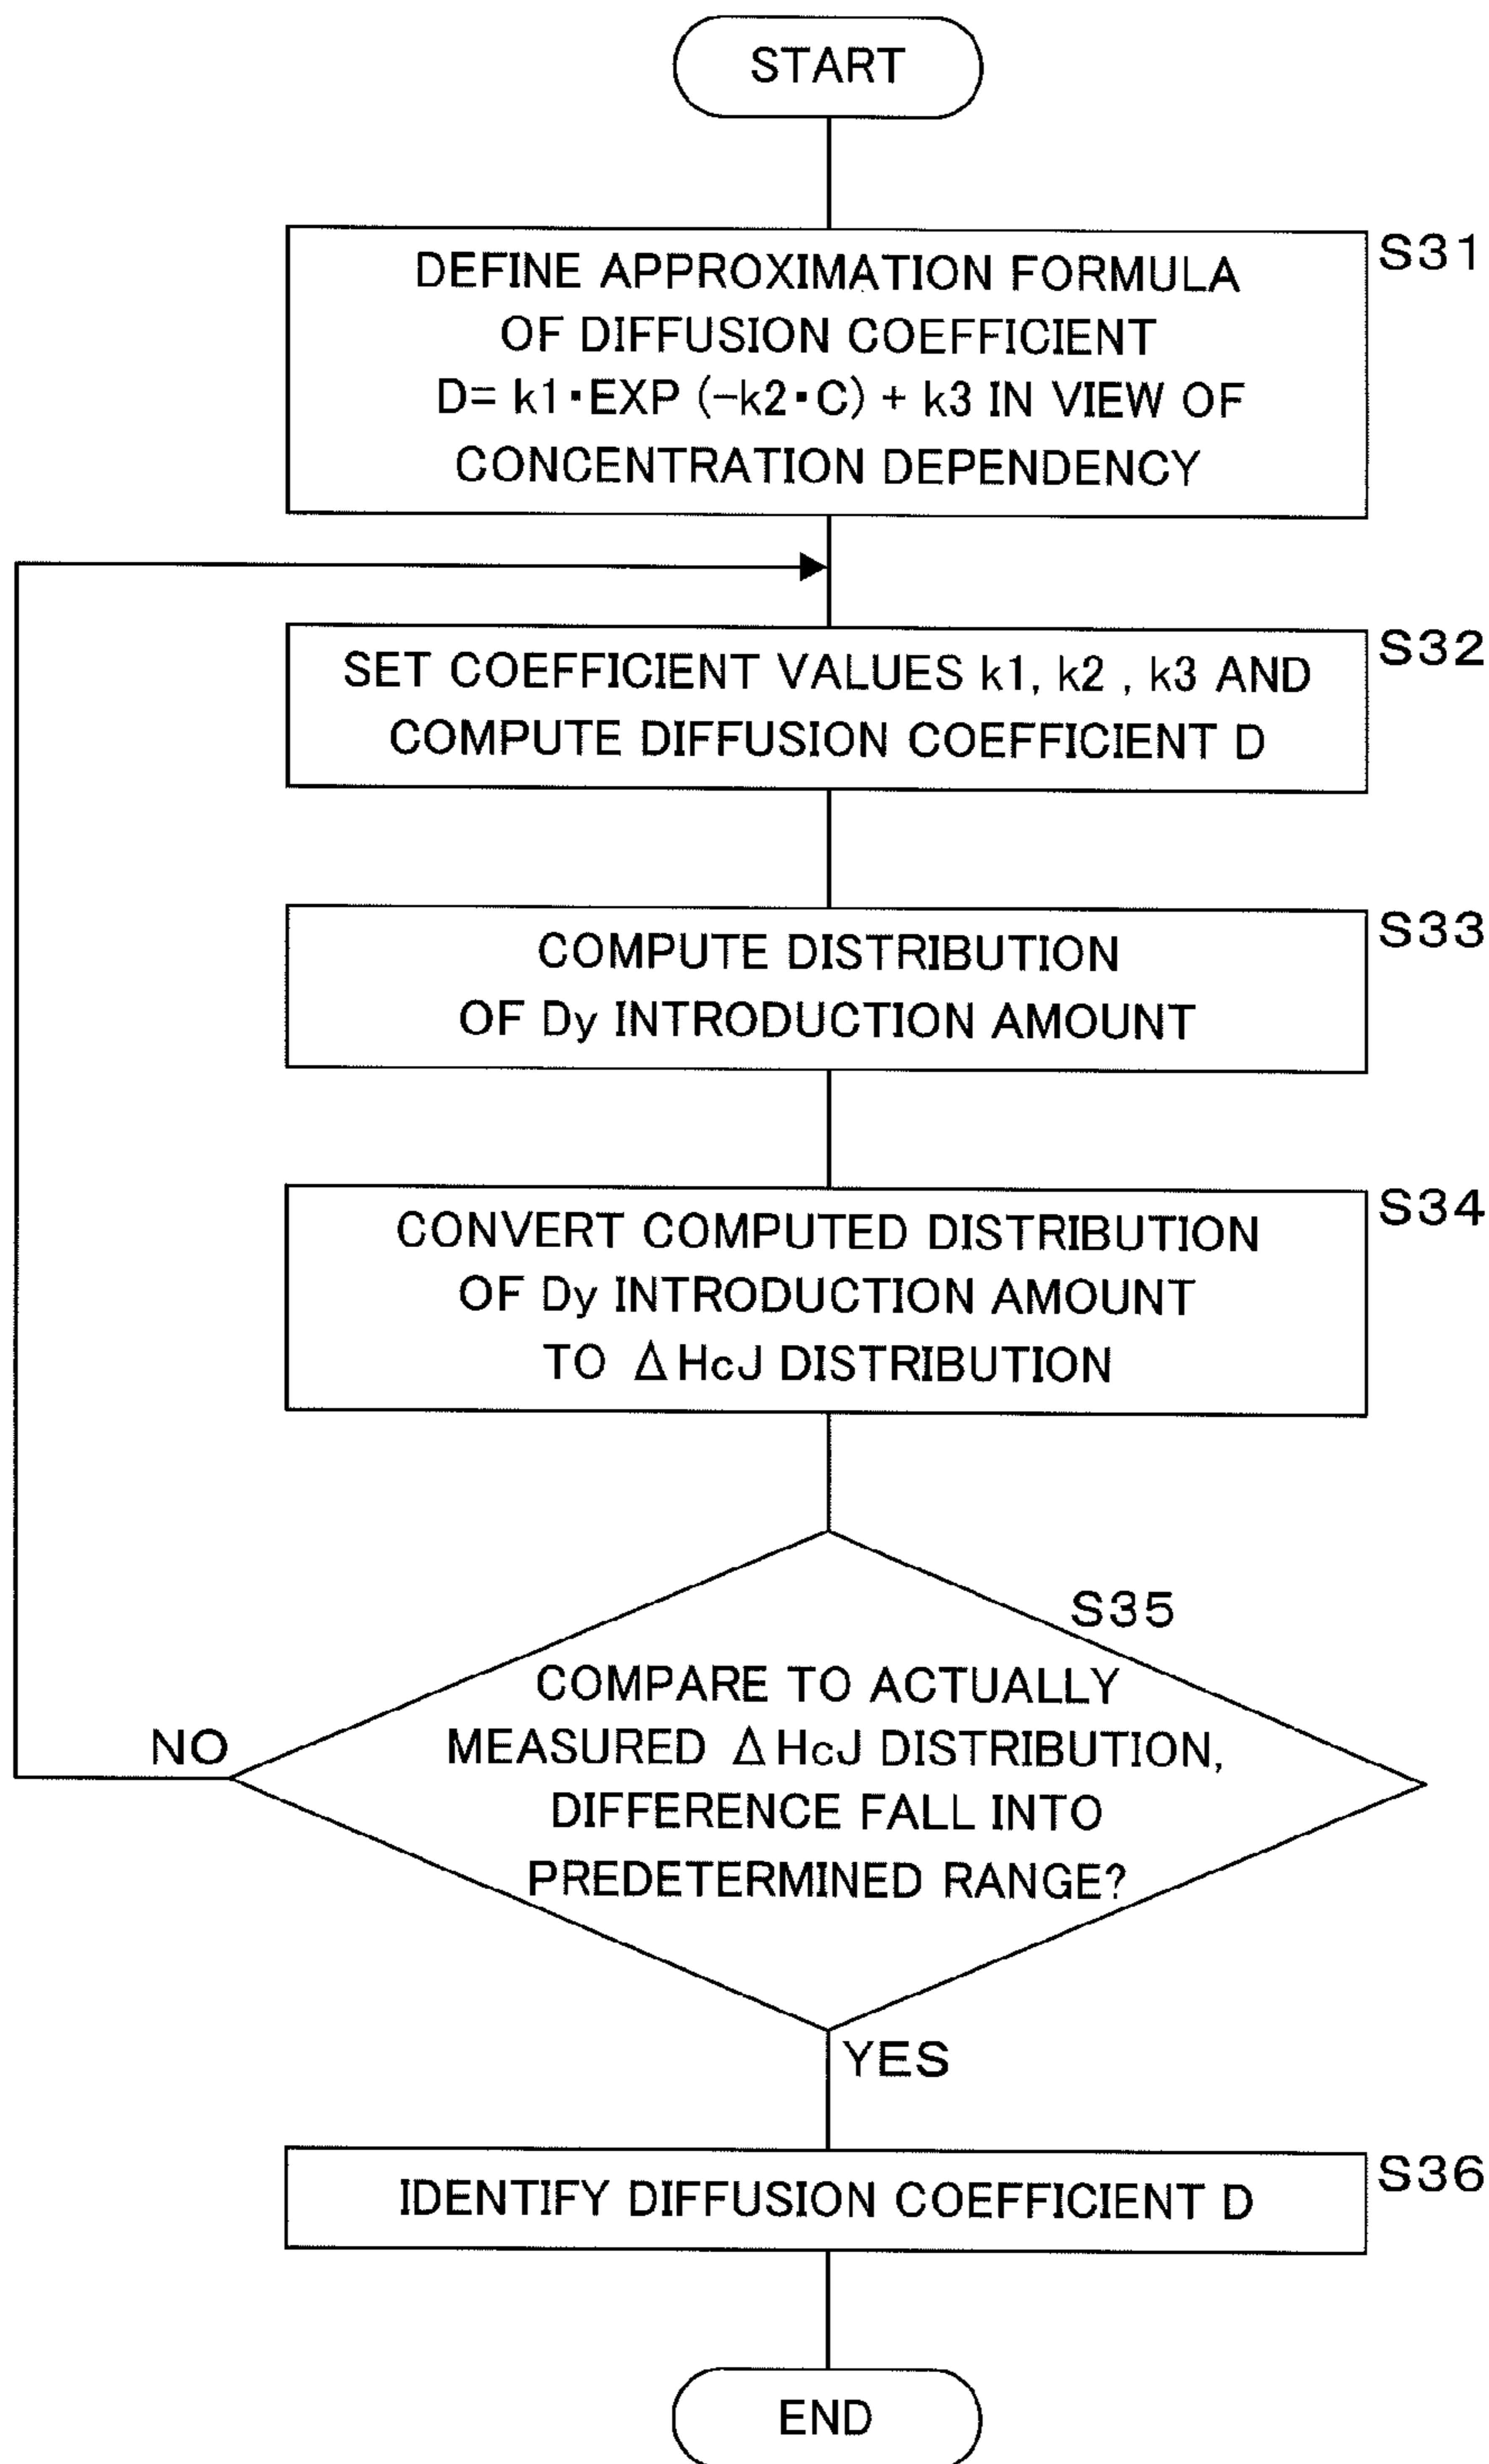 START
S31
DEFINE APPROXIMATION FORMULA
OF DIFFUSION COEFFICIENT
D= k1・EXP (-k2・C) + k3 IN VIEW OF
CONCENTRATION DEPENDENCY
S32
SET COEFFICIENT VALUES k1, k2 , k3 AND
COMPUTE DIFFUSION COEFFICIENT D
S33
COMPUTE DISTRIBUTION
OF Dy INTRODUCTION AMOUNT
S34
CONVERT COMPUTED DISTRIBUTION
OF Dy INTRODUCTION AMOUNT
TO ΔHcJ DISTRIBUTION
S35
COMPARE TO ACTUALLY
MEASURED ΔHcJ DISTRIBUTION,
DIFFERENCE FALL INTO
PREDETERMINED RANGE?
NO
YES
S36
IDENTIFY DIFFUSION COEFFICIENT D
END